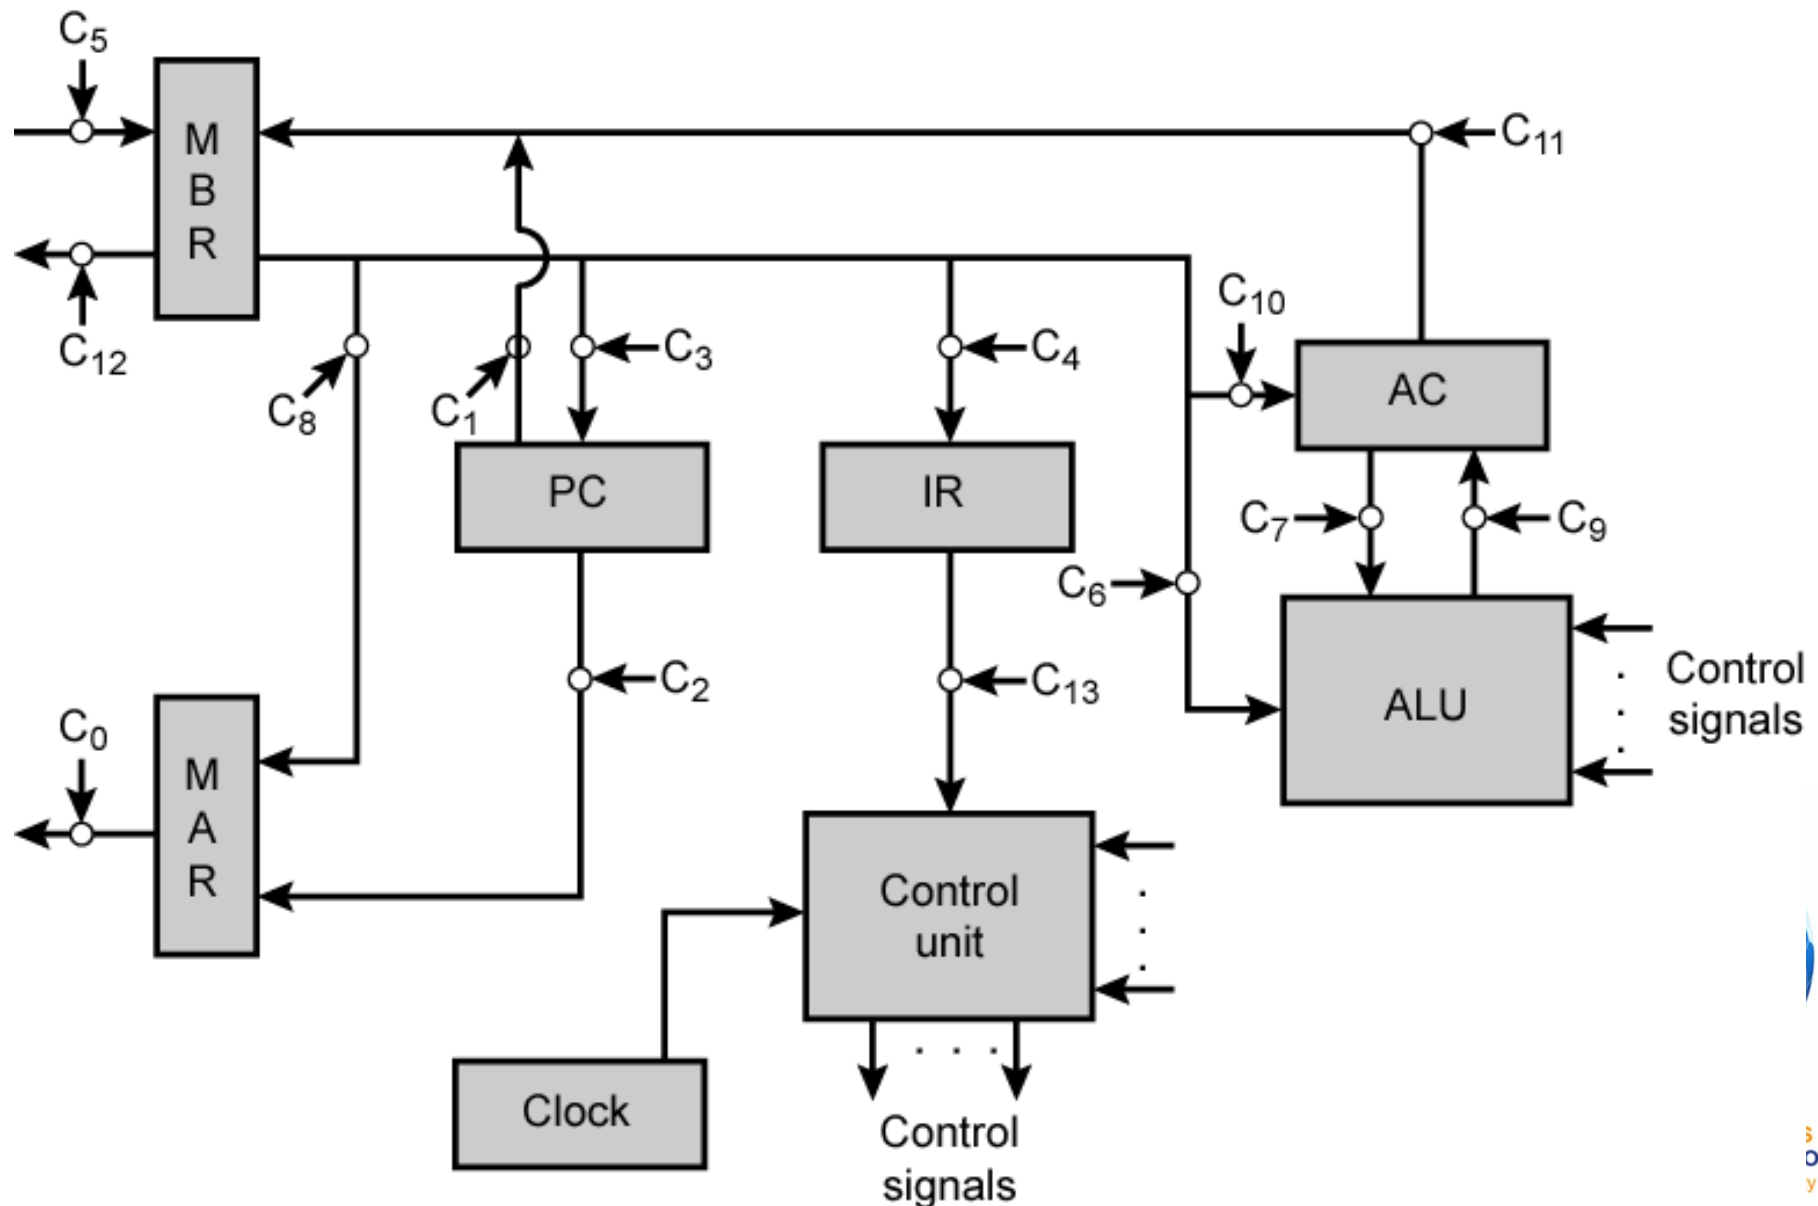 C5
M
B
R
C11
C12
C10
C8
C1
C3
C4
AC
PC
IR
C7
C9
C6
C2
C13
Control
signals
ALU
C0
M
A
R
Control
unit
Clock
Control
signals
s
o
y